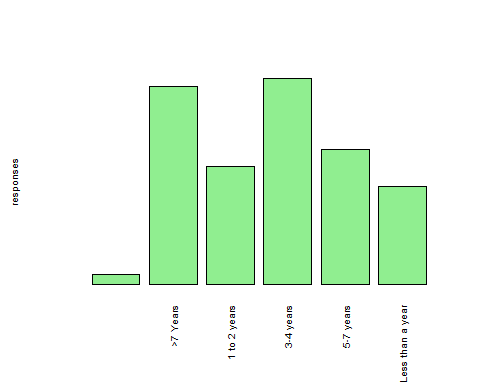 responses
>7 Years
1 to 2 years
3-4 years
5-7 years
Less than a year